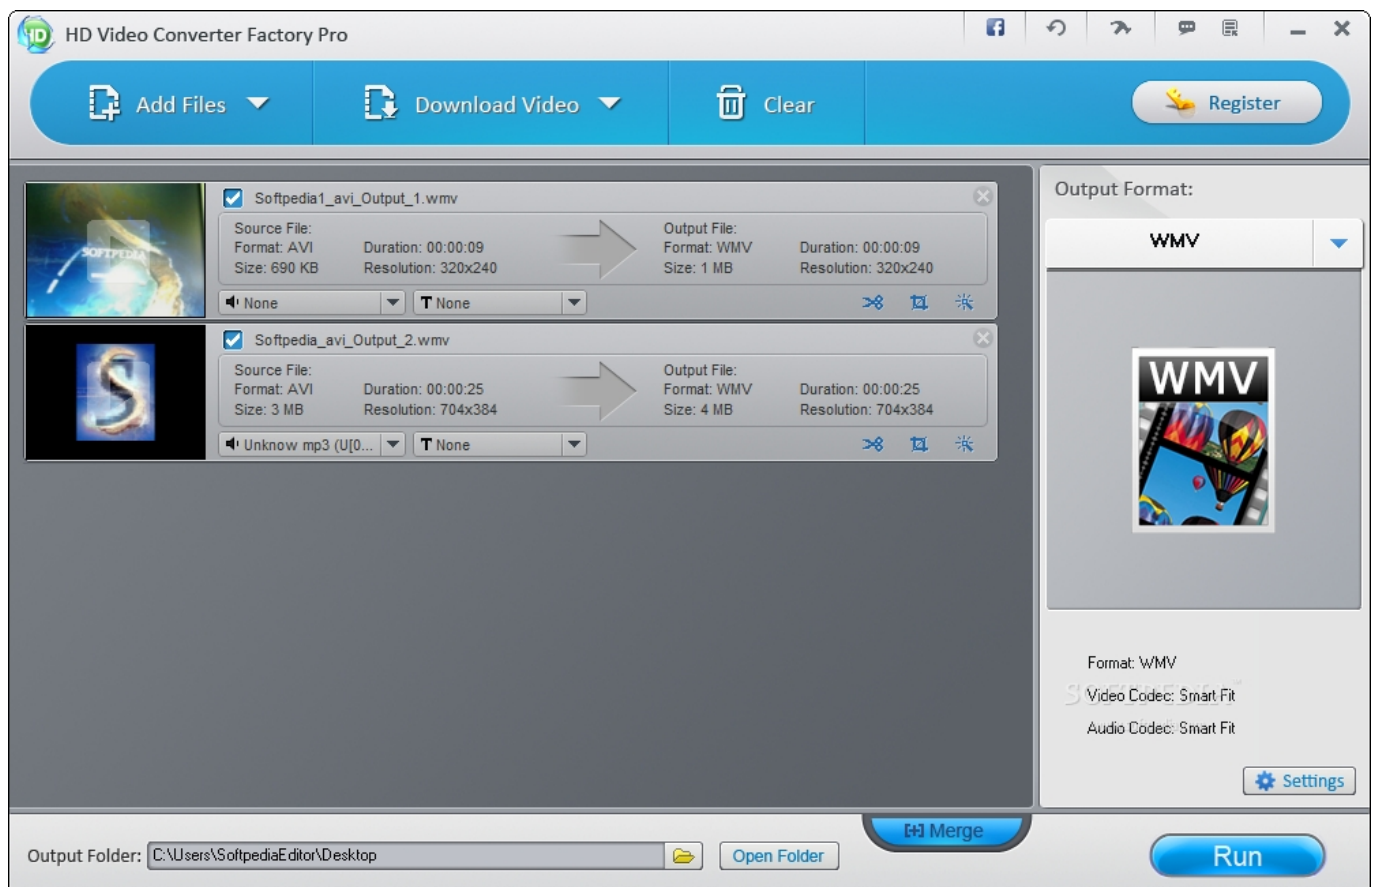 HD Video Converter Factory Pro
Add Files
Download Video
Clear
Register
Softpedia1_avi_Output_1.wmv
Source File:
Format: AVI
Duration: 00:00:09
Size: 690 KB
Resolution: 320x240
Output File:
Format: WMV
Duration: 00:00:09
Size: 1 MB
Resolution: 320x240
None
T None
SOFTPEDIA
Softpedia_avi_Output_2.wmv
Source File:
Format: AVI
Duration: 00:00:25
Size: 3 MB
Resolution: 704x384
Output File:
Format: WMV
Duration: 00:00:25
Size: 4 MB
Resolution: 704x384
Unknow mp3 (U[0...
T None
S
Output Format:
WMV
WMV
Format: WMV
SOFTPEDIA
Video Codec: Smart Fit
Audio Codec: Smart Fit
Settings
Merge
Output Folder: C:\Users\SoftpediaEditor\Desktop
Open Folder
Run